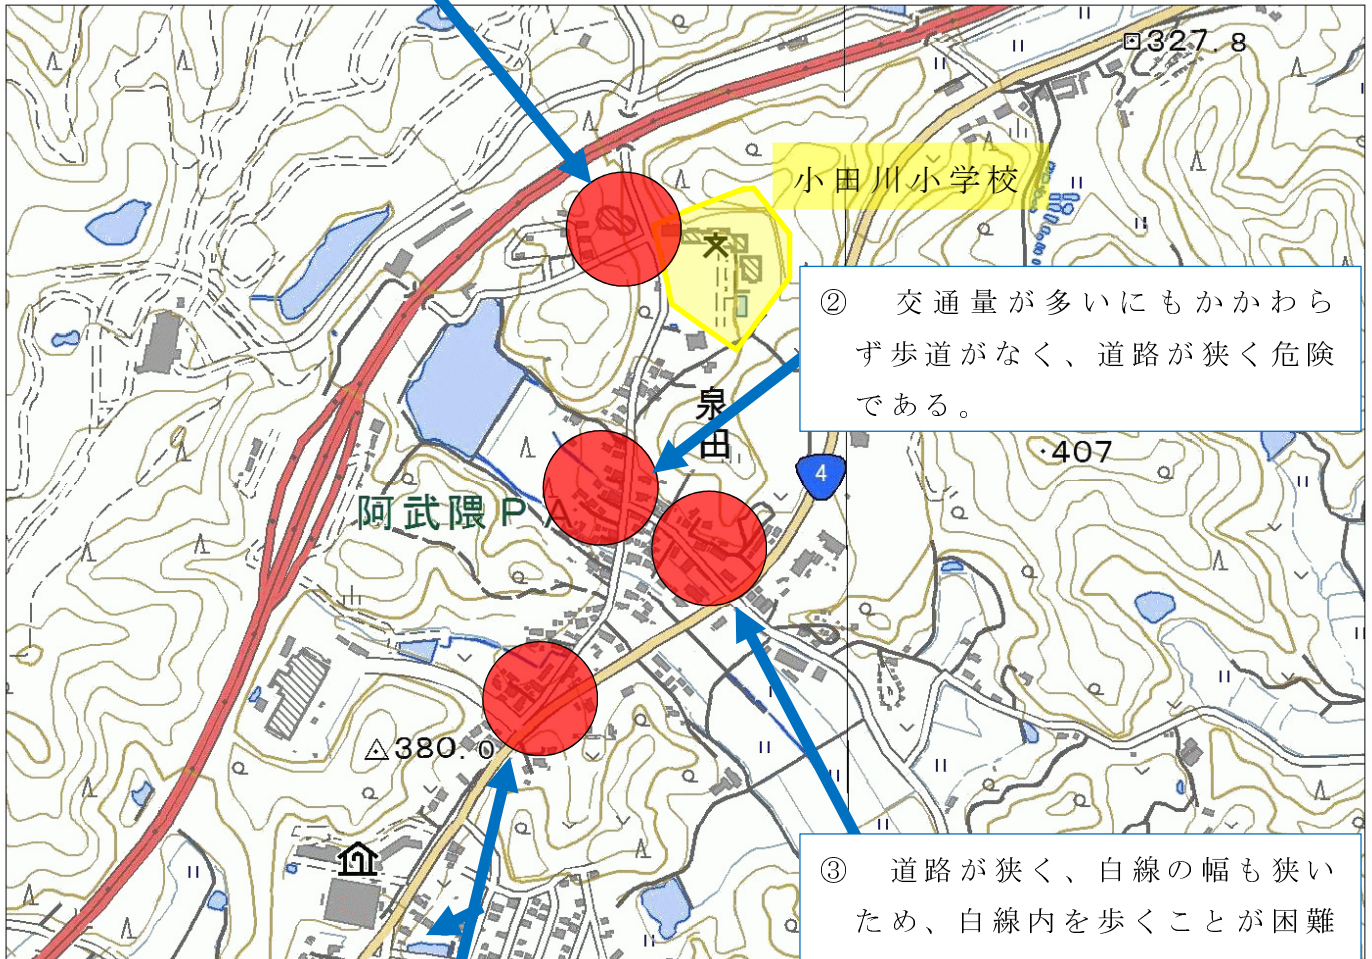 327.8
小田川小学校
② 交通量が多いにもかかわら
ず歩道がなく、道路が狭く危険
である。
泉田
407
4
阿武隈PA
380.0
③ 道路が狭く、白線の幅も狭い
ため、白線内を歩くことが困難